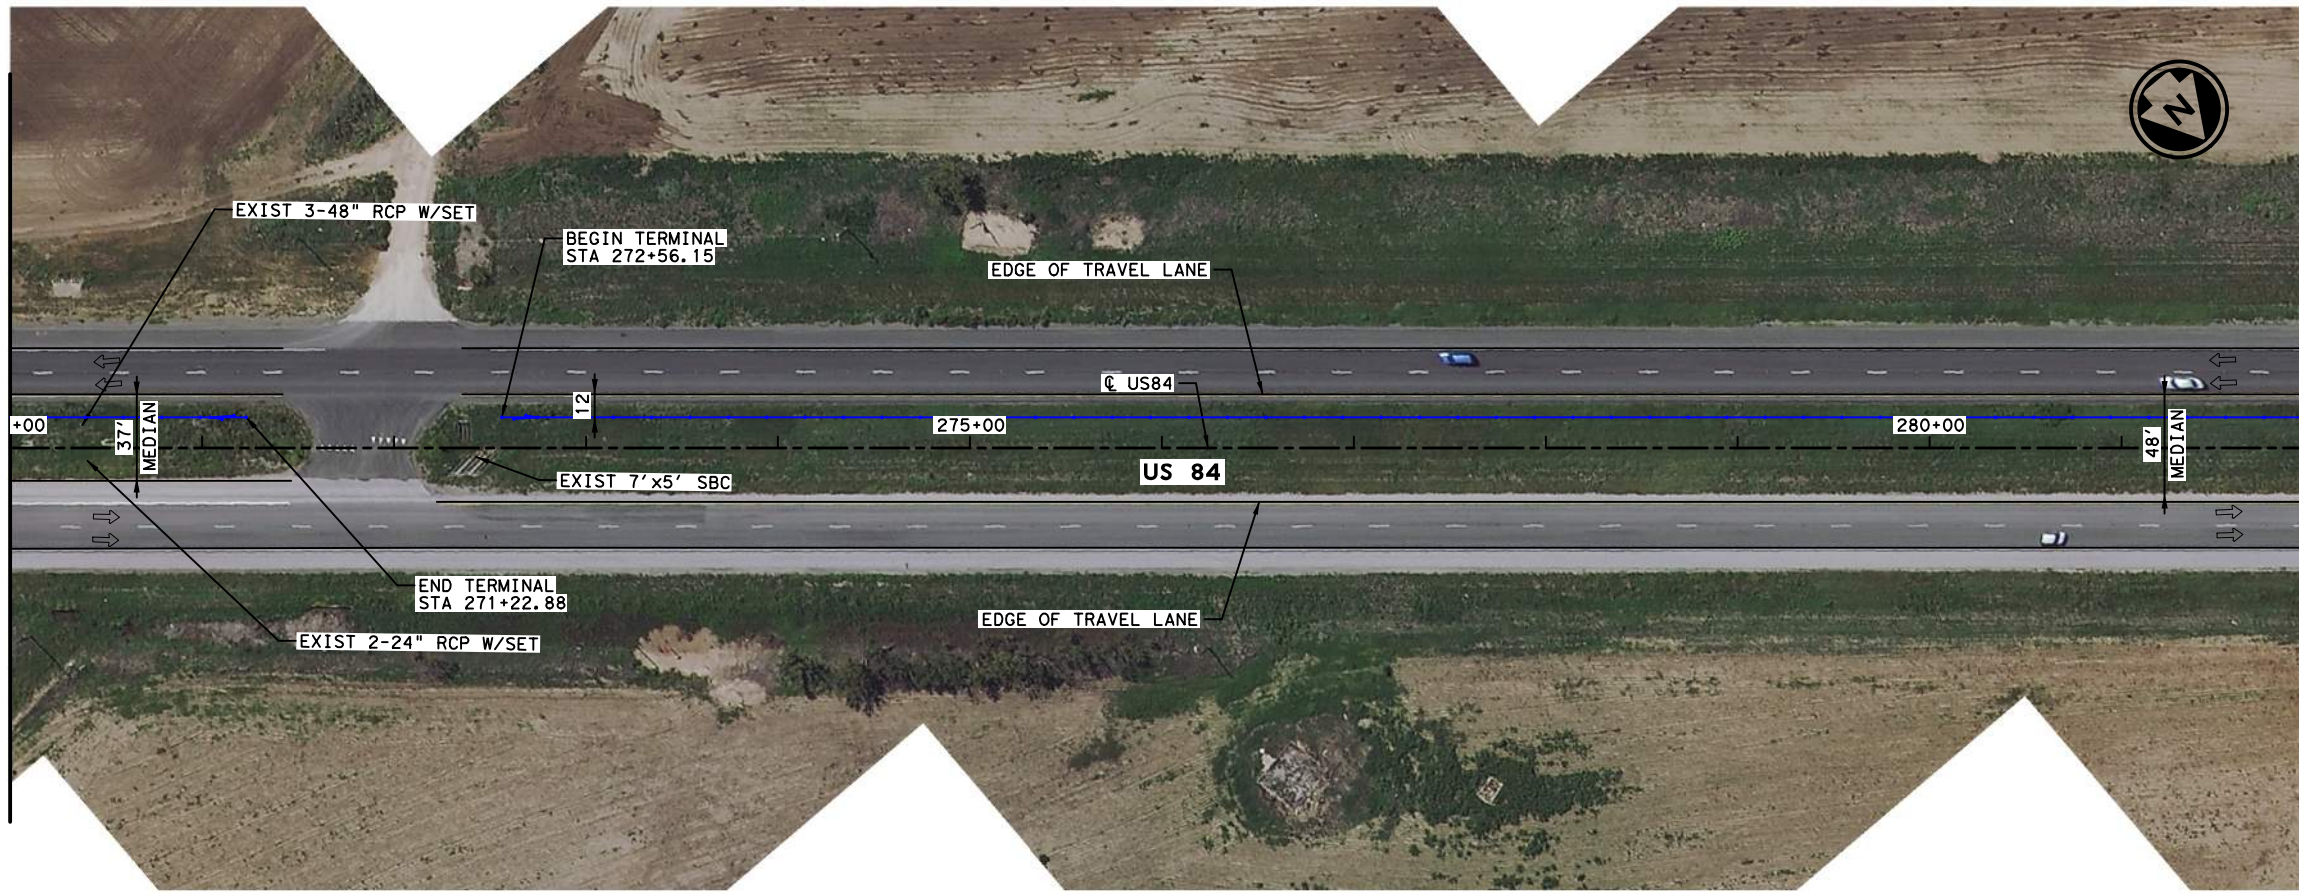 N
EXIST 3-48" RCP W/SET
BEGIN TERMINAL
STA 272+56.15
EDGE OF TRAVEL LANE
℄ US84
12
+00
37'
MEDIAN
275+00
280+00
48'
MEDIAN
US 84
EXIST 7'x5' SBC
END TERMINAL
STA 271+22.88
EDGE OF TRAVEL LANE
EXIST 2-24" RCP W/SET